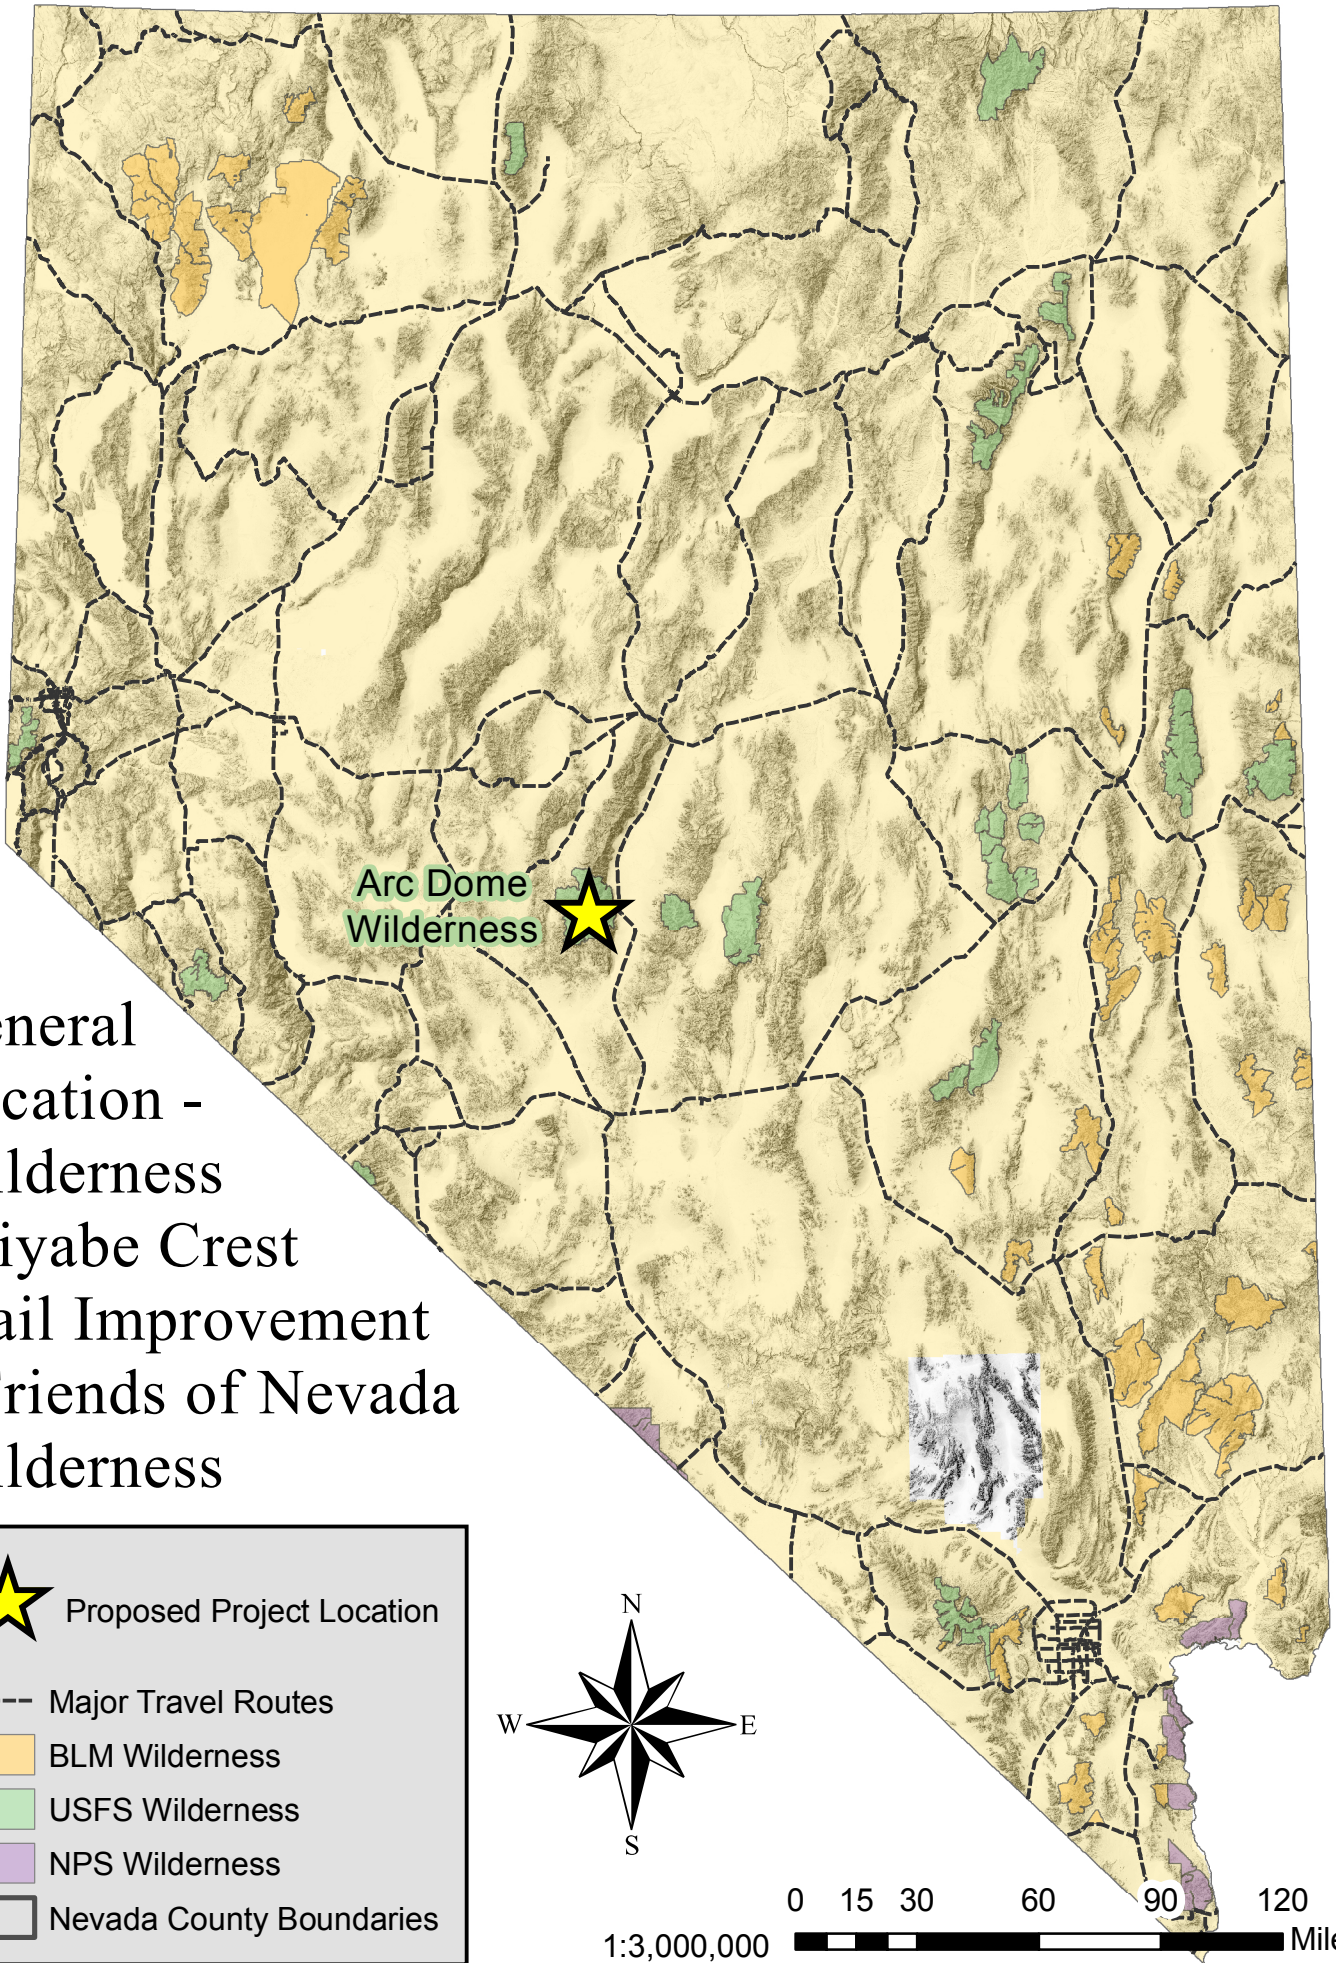 Arc Dome
Wilderness
eneral
cation -
ilderness
iyabe Crest
ail Improvement
riends of Nevada
ilderness
Proposed Project Location
Major Travel Routes
BLM Wilderness
USFS Wilderness
NPS Wilderness
Nevada County Boundaries
N
W E
S
0 15 30 60 90 120
1:3,000,000 Mile